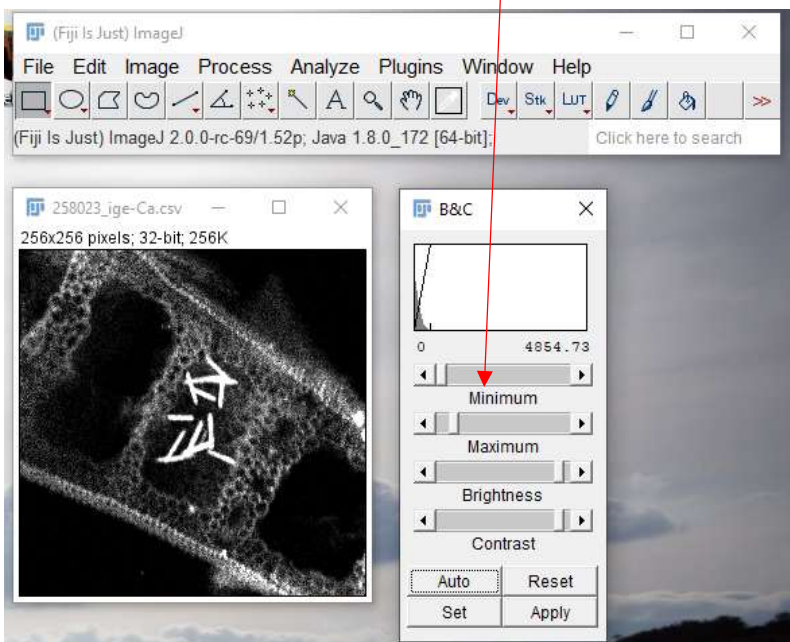 (Fiji Is Just) ImageJ
File Edit Image Process Analyze Plugins Window Help
A Dev Stk LUT >>
(Fiji Is Just) ImageJ 2.0.0-rc-69/1.52p; Java 1.8.0_172 [64-bit];
Click here to search
258023_ige-Ca.csv
256x256 pixels; 32-bit; 256K
B&C
0 4854.73
Minimum
Maximum
Brightness
Contrast
Auto Reset
Set Apply